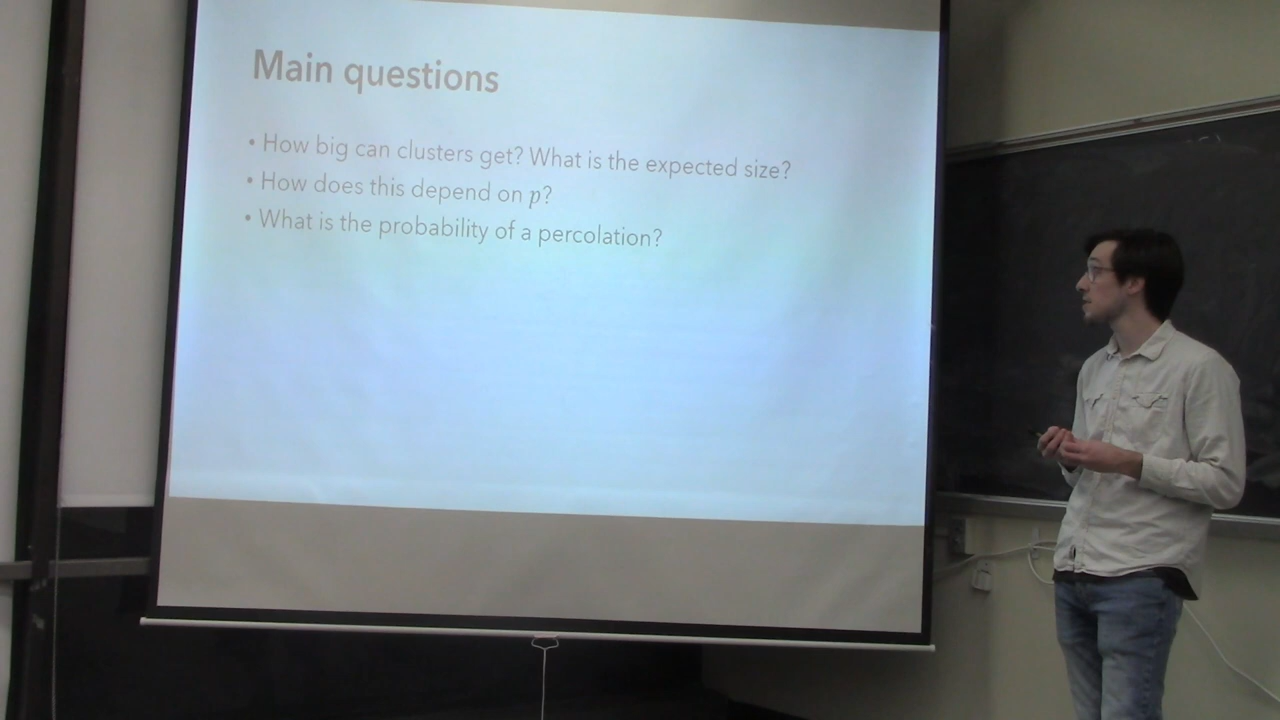 Main questions
• How big can clusters get? What is the expected size?
• How does this depend on p?
• What is the probability of a percolation?